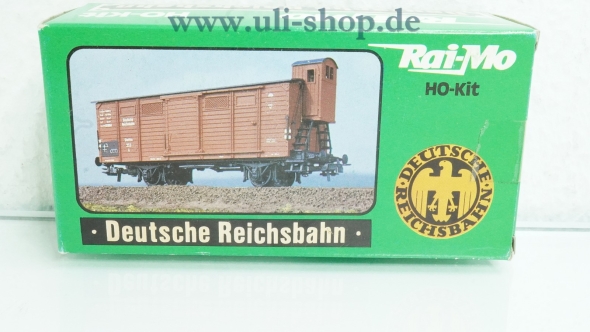 www.uli-shop.de
Rai-Mo
HO-Kit
DEUTSCHE
REICHSBAHN
· Deutsche Reichsbahn ·